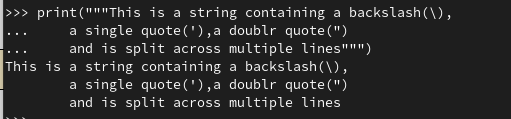 >>> print("""This is a string containing a backslash(\),
...     a single quote('),a doublr quote(")
...     and is split across multiple lines""")
This is a string containing a backslash(\),
        a single quote('),a doublr quote(")
        and is split across multiple lines
>>>